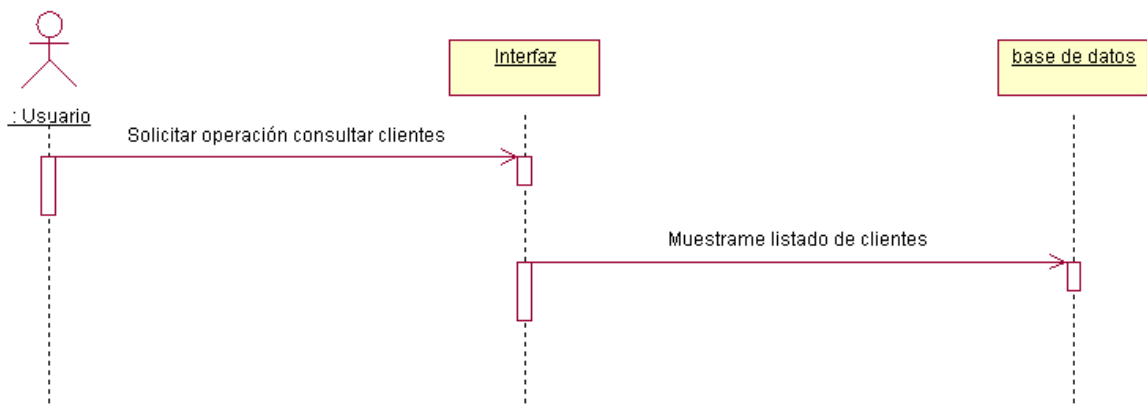 : Usuario
Interfaz
base de datos
Solicitar operación consultar clientes
Muestrame listado de clientes